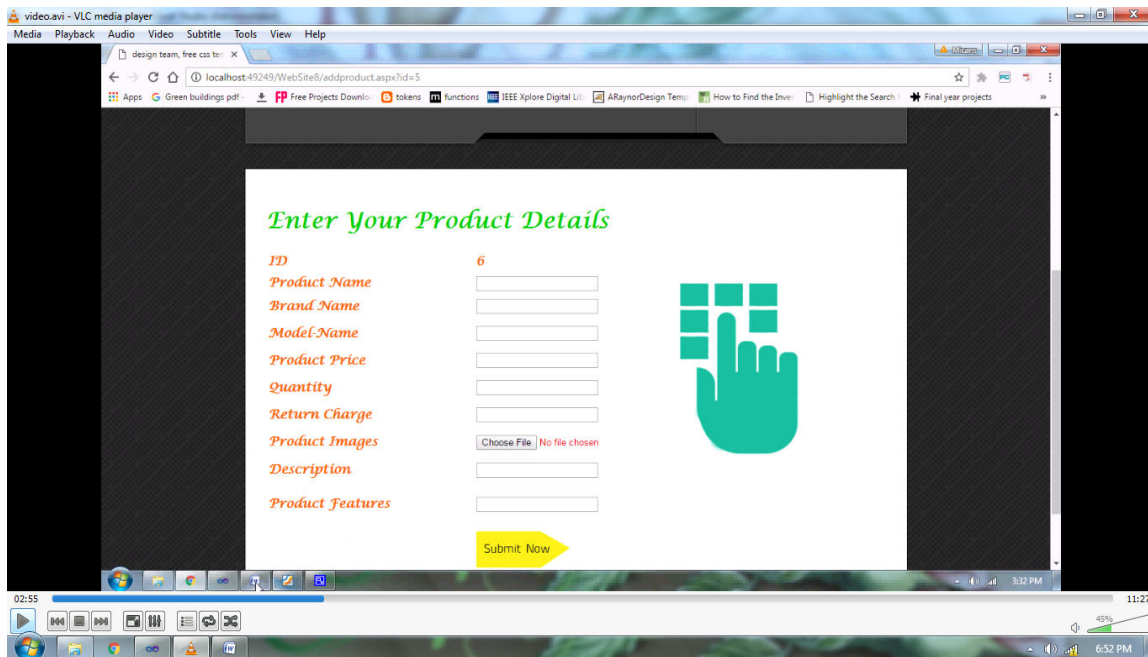 video.avi - VLC media player
Media Playback Audio Video Subtitle Tools View Help
design team, free css tem
localhost:49249/WebSite8/addproduct.aspx?id=5
Apps Green buildings pdf - Free Projects Downlo tokens functions IEEE Xplore Digital Lib ARaynorDesign Temp How to Find the Inve Highlight the Search Final year projects
Enter Your Product Details
ID 6
Product Name
Brand Name
Model-Name
Product Price
Quantity
Return Charge
Product Images Choose File No file chosen
Description
Product Features
Submit Now
3:32 PM
02:55 11:27
45%
6:52 PM